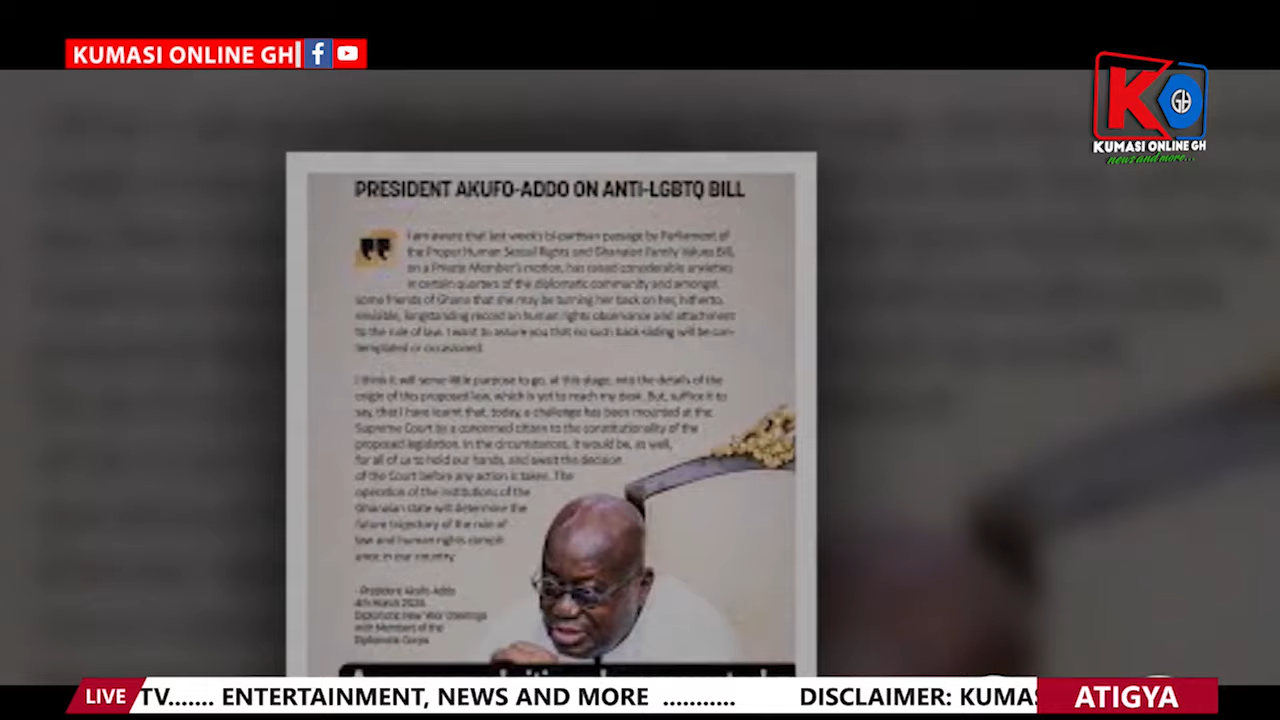 KUMASI ONLINE GH
KO GH
KUMASI ONLINE GH
news and more...
PRESIDENT AKUFO-ADDO ON ANTI-LGBTQ BILL
I am aware that last week's bi-partisan passage by Parliament of
the Proper Human Sexual Rights and Ghanaian Family Values Bill,
on a Private Member's motion, has raised considerable anxieties
in certain quarters of the diplomatic community and amongst
some friends of Ghana that she may be turning her back on her, hitherto,
enviable, longstanding record on human rights observance and attachment
to the rule of law. I want to assure you that no such back-sliding will be con-
templated or occasioned.
I think it will serve little purpose to go, at this stage, into the details of the
origin of this proposed law, which is yet to reach my desk. But, suffice it to
say, that I have learnt that, today, a challenge has been mounted at the
Supreme Court by a concerned citizen to the constitutionality of the
proposed legislation. In the circumstances, it would be, as well,
for all of us to hold our hands, and await the decision
of the Court before any action is taken. The
operation of the institutions of the
Ghanaian state will determine the
future trajectory of the rule of
law and human rights compli-
ance in our country.
- President Akufo-Addo
4th March
Diplomatic New Year Greetings
with Members of the
Diplomatic Corps
LIVE TV....... ENTERTAINMENT, NEWS AND MORE ........... DISCLAIMER: KUMAS ATIGYA